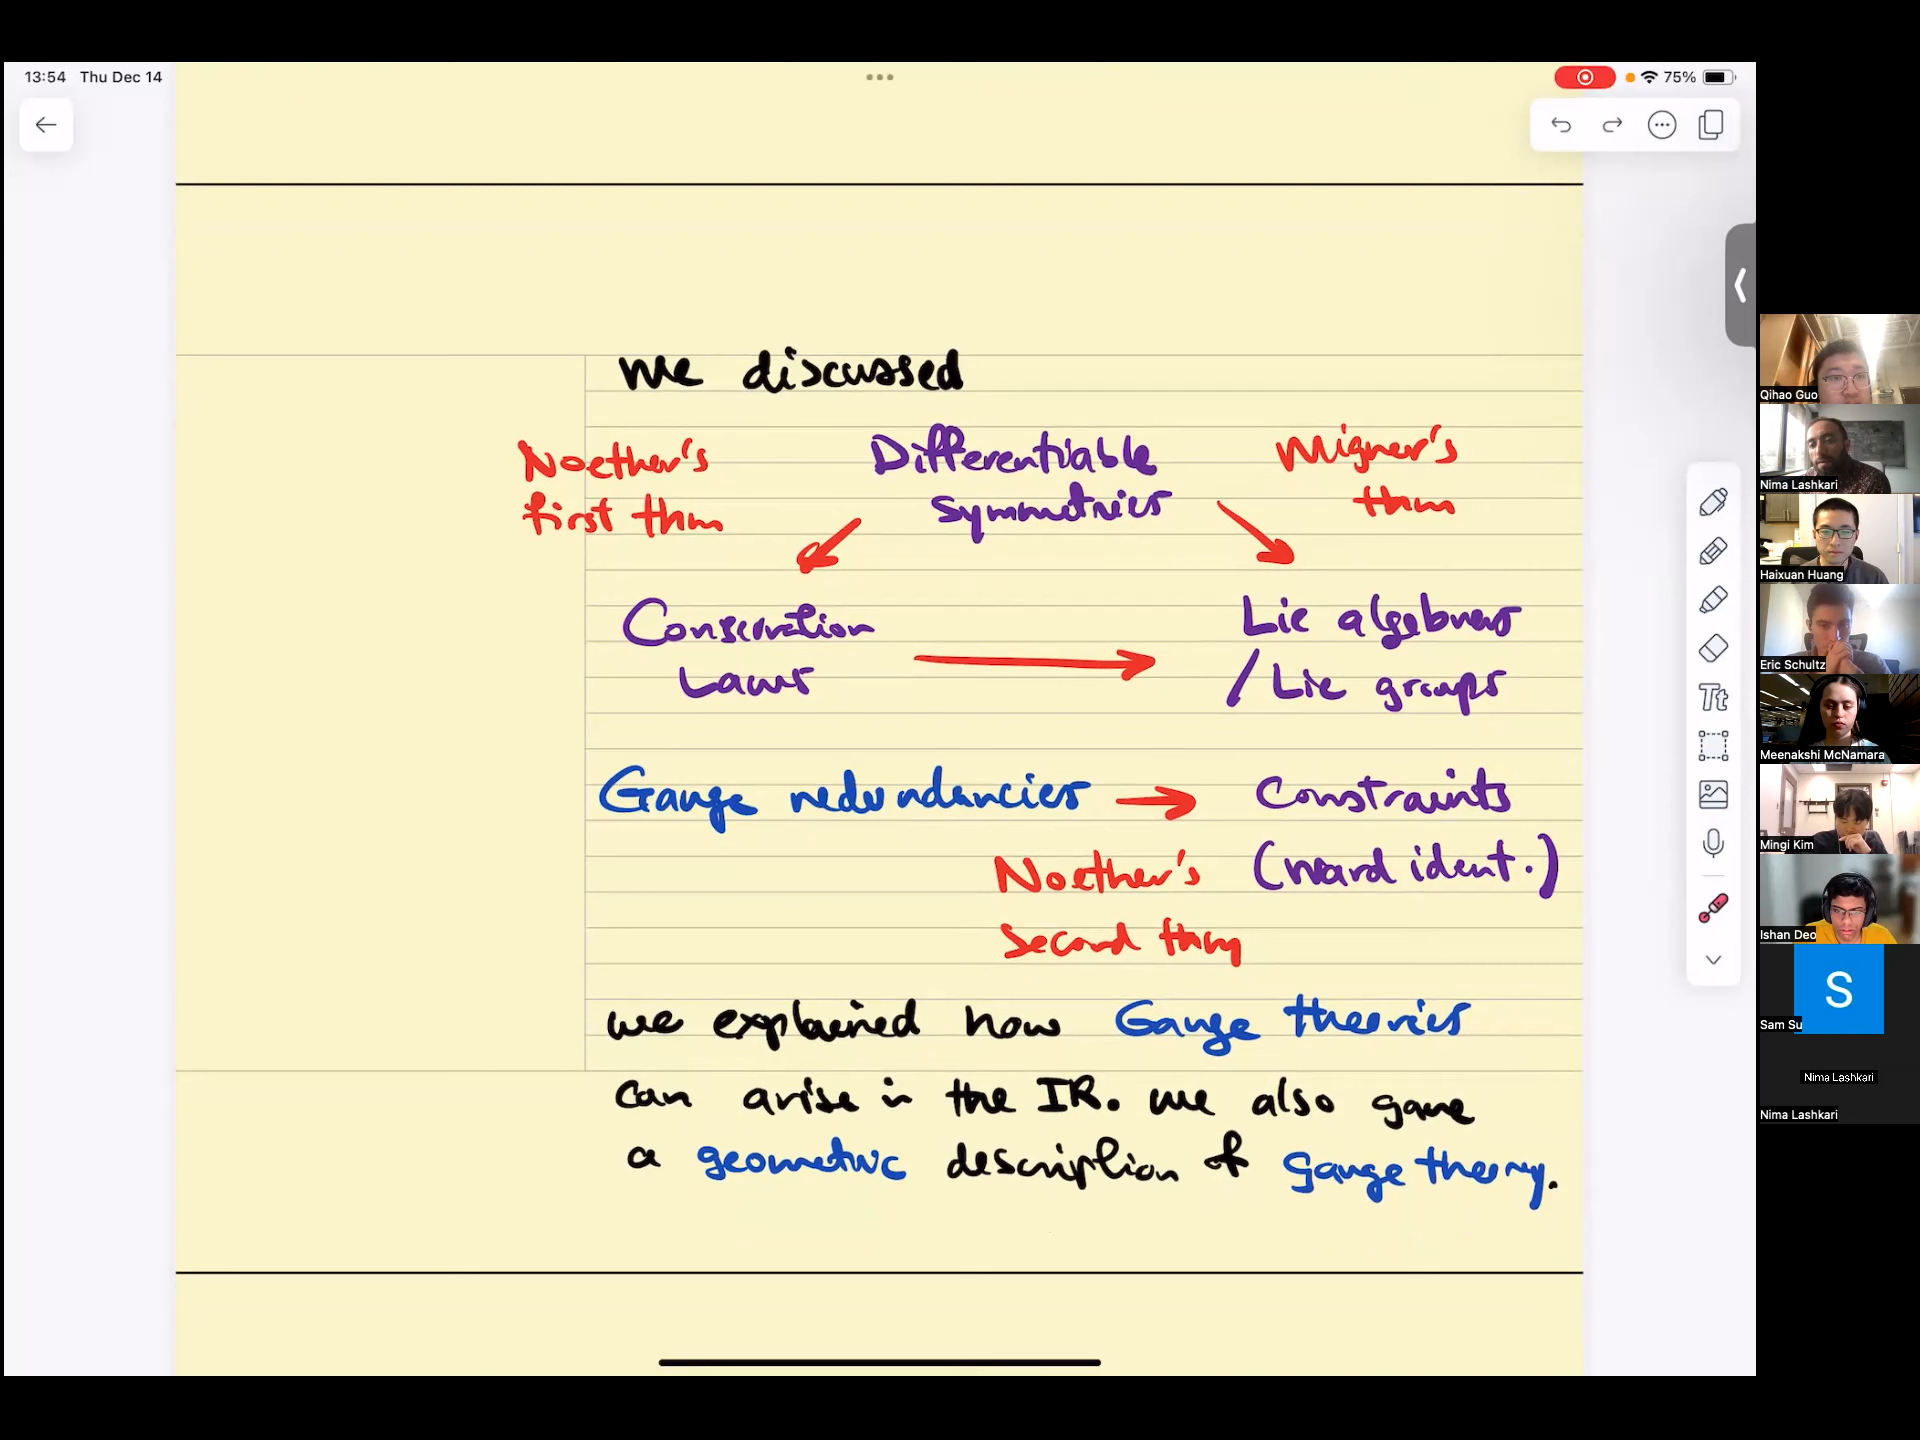 13:54 Thu Dec 14
75%
We discussed
Noether's Differentiable Wigner's
first thm symmetries thm
Conservation Lie algebras
Laws / Lie groups
Gauge redundancies Constraints
Noether's (Ward ident.)
Second thm
we explained how Gauge theories
can arise in the IR. we also gave
a geometric description of gauge theory.
Tt
Qihao Guo
Nima Lashkari
Haixuan Huang
Eric Schultz
Meenakshi McNamara
Mingi Kim
Ishan Deo
S
Sam Su
Nima Lashkari
Nima Lashkari